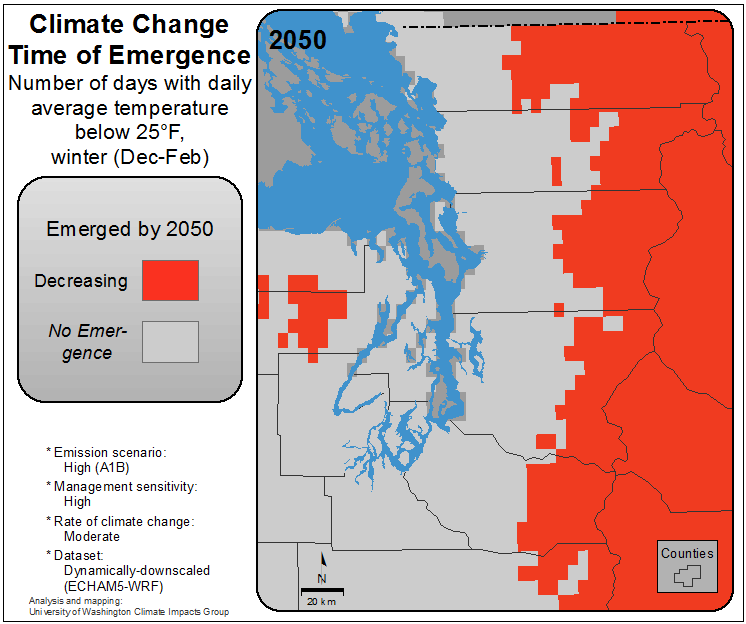 Climate Change
Time of Emergence
Number of days with daily
average temperature
below 25°F,
winter (Dec-Feb)
Emerged by 2050
Decreasing
No Emer-
gence
* Emission scenario:
High (A1B)
* Management sensitivity:
High
* Rate of climate change:
Moderate
* Dataset:
Dynamically-downscaled
(ECHAM5-WRF)
Analysis and mapping:
University of Washington Climate Impacts Group
2050
N
20 km
Counties